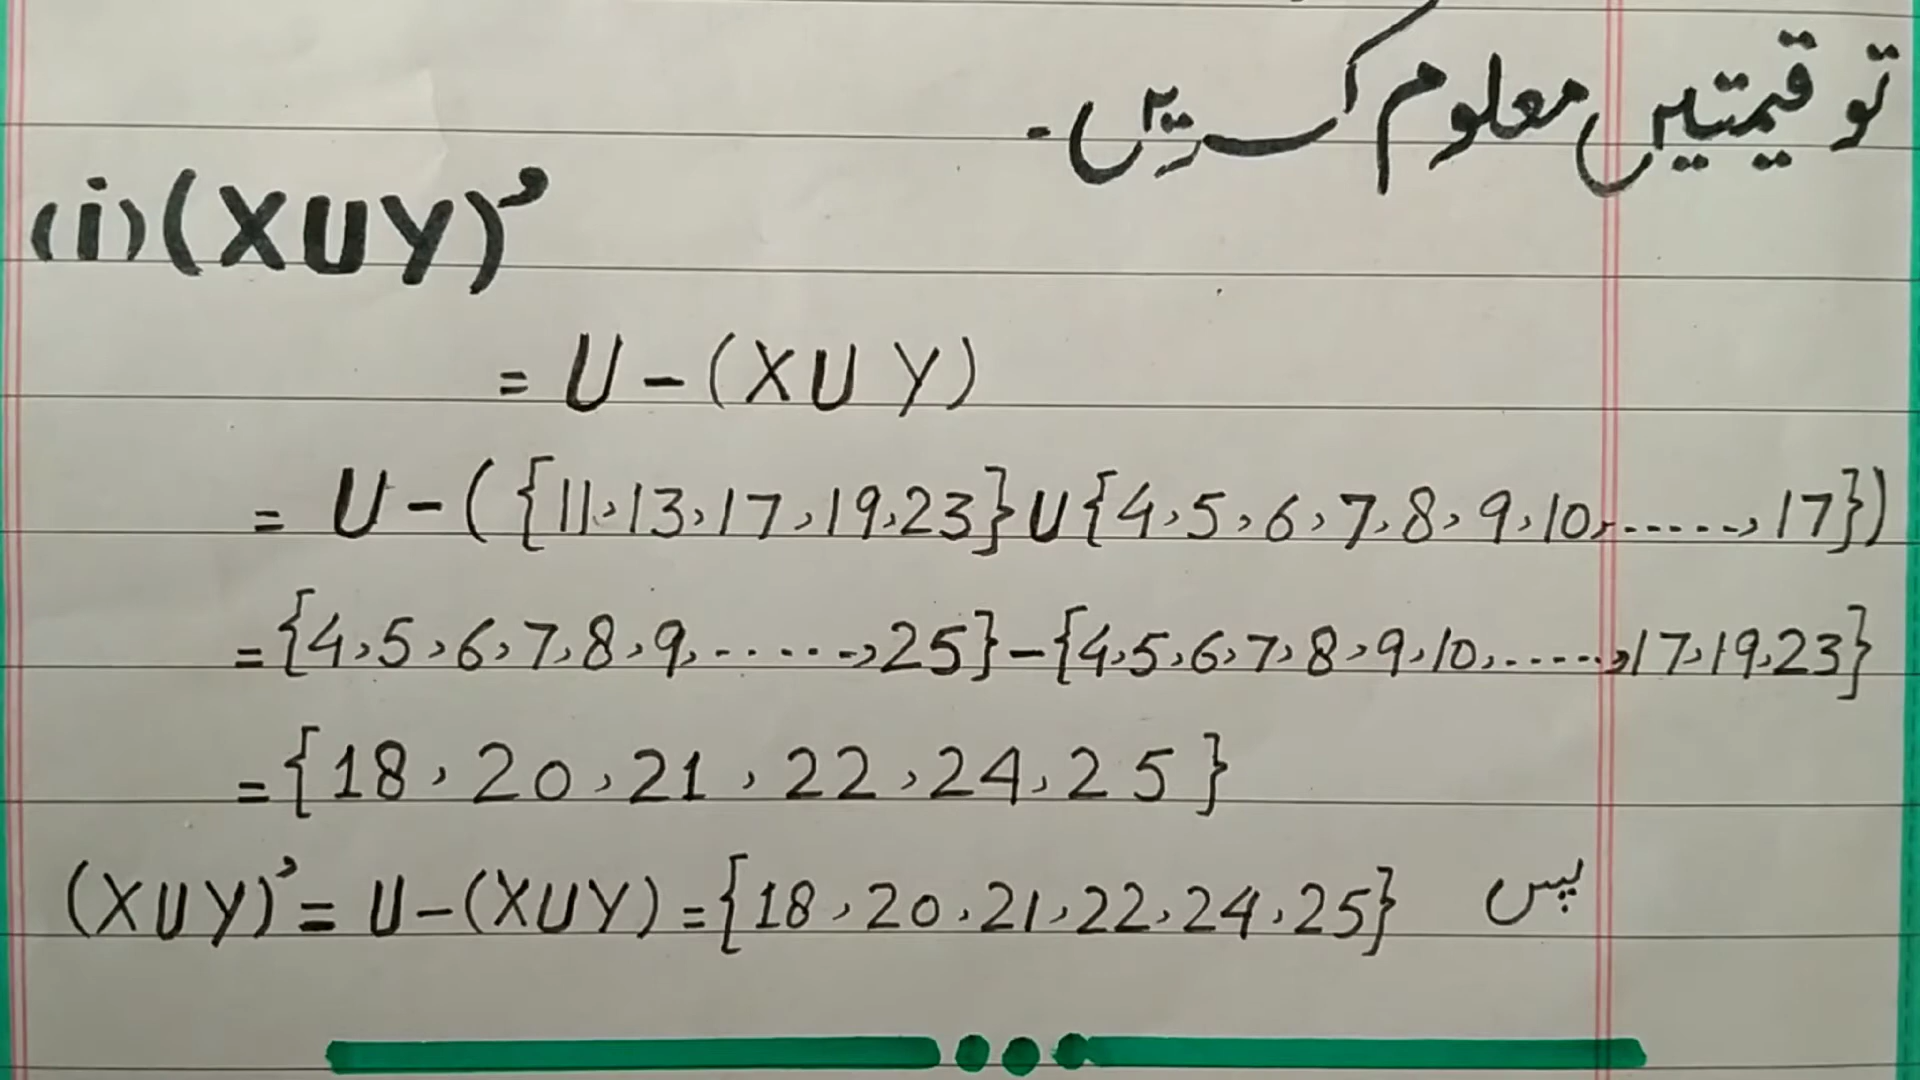 تو قیمتیں معلوم کریں۔
(i) (XUY)'
= U - (XUY)
= U - ({11,13,17,19,23}U{4,5,6,7,8,9,10,.....,17})
={4,5,6,7,8,9,......,25}-{4,5,6,7,8,9,10,.....,17,19,23}
={18,20,21,22,24,25}
پس (XUY)'= U-(XUY)={18,20,21,22,24,25}